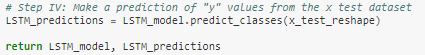 # Step IV: Make a prediction of "y" values from the x test dataset
LSTM_predictions = LSTM_model.predict_classes(x_test_reshape)
return LSTM_model, LSTM_predictions